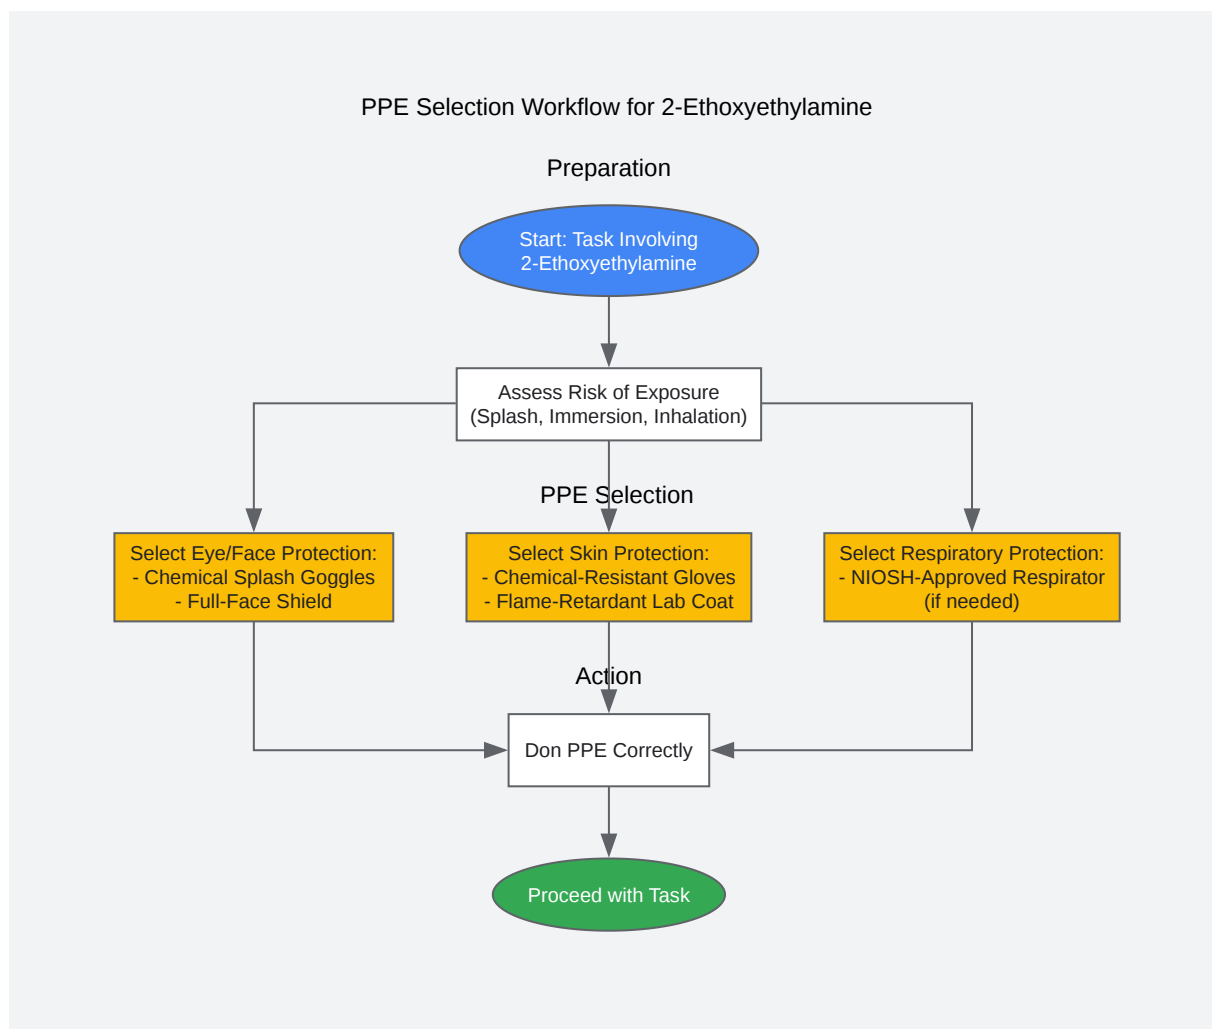 PPE Selection Workflow for 2-Ethoxyethylamine
Preparation
Start: Task Involving
2-Ethoxyethylamine
Assess Risk of Exposure
(Splash, Immersion, Inhalation)
PPE Selection
Select Eye/Face Protection:
- Chemical Splash Goggles
- Full-Face Shield
Select Skin Protection:
- Chemical-Resistant Gloves
- Flame-Retardant Lab Coat
Select Respiratory Protection:
- NIOSH-Approved Respirator
(if needed)
Action
Don PPE Correctly
Proceed with Task